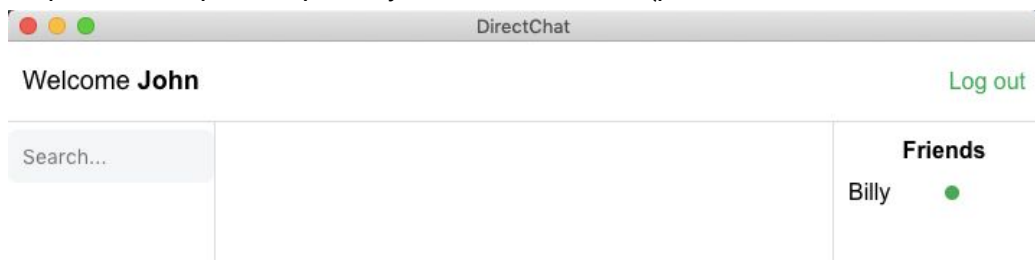 DirectChat
Welcome John
Log out
Search...
Friends
Billy